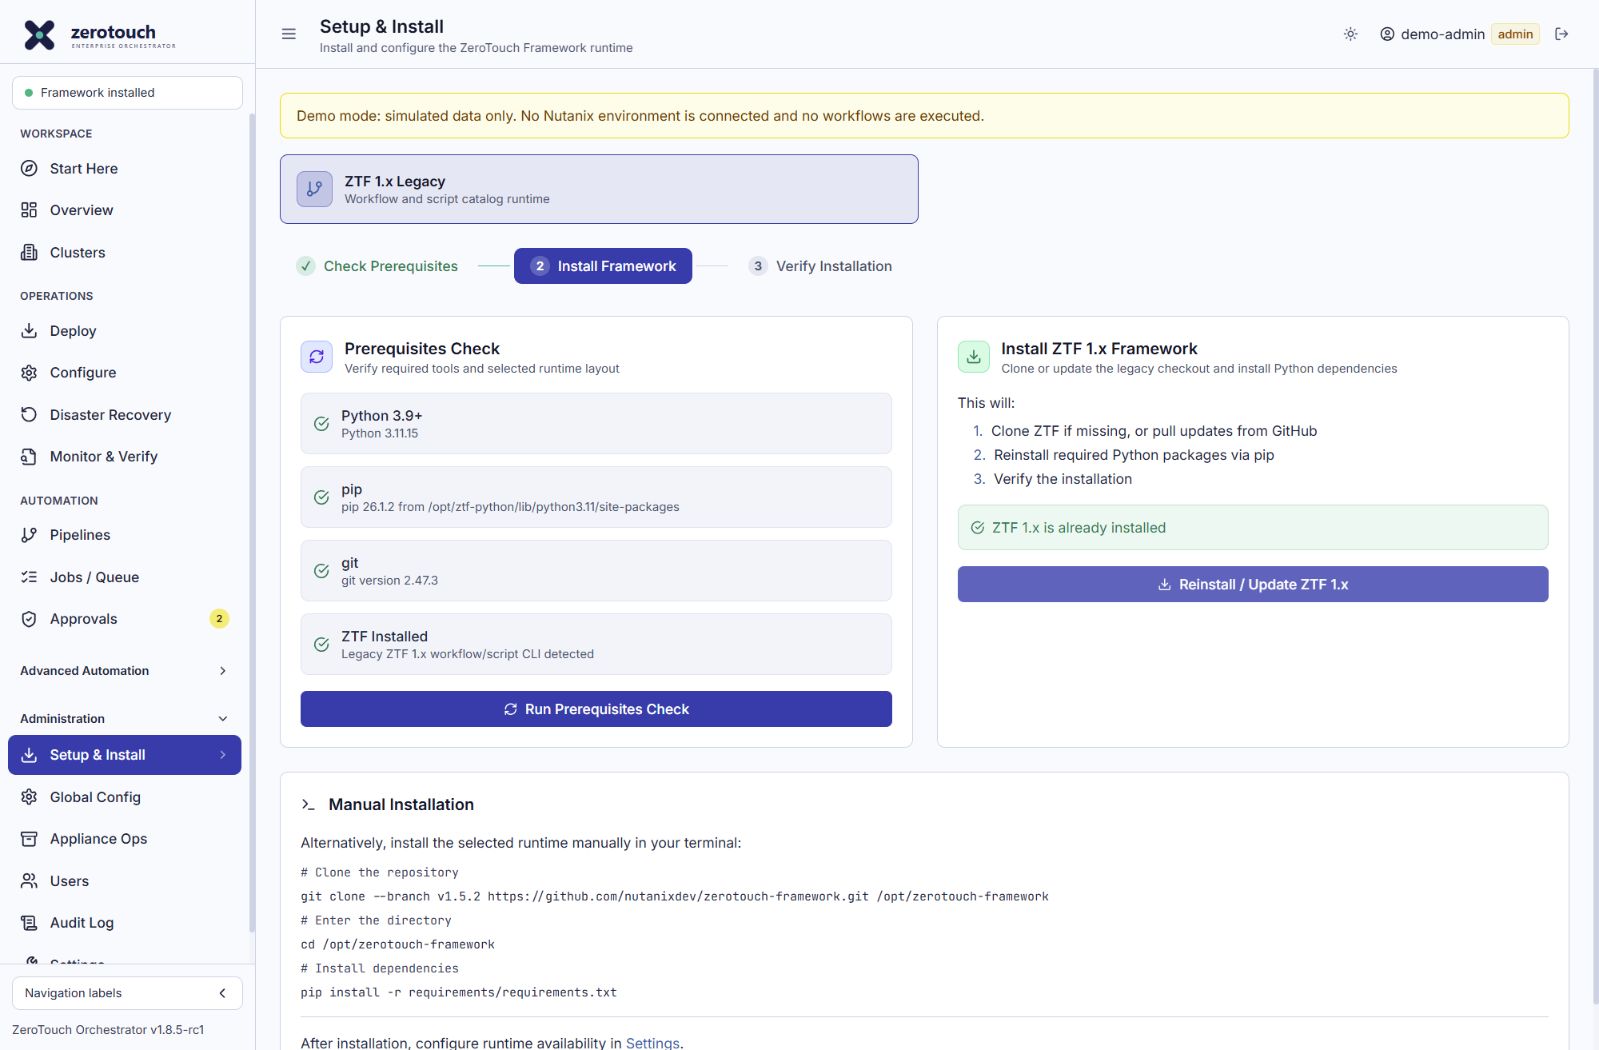 zerotouch
ENTERPRISE ORCHESTRATOR
Framework installed
WORKSPACE
Start Here
Overview
Clusters
OPERATIONS
Deploy
Configure
Disaster Recovery
Monitor & Verify
AUTOMATION
Pipelines
Jobs / Queue
Approvals 2
Advanced Automation
Administration
Setup & Install
Global Config
Appliance Ops
Users
Audit Log
Settings
Navigation labels
ZeroTouch Orchestrator v1.8.5-rc1
Setup & Install
Install and configure the ZeroTouch Framework runtime
demo-admin admin
Demo mode: simulated data only. No Nutanix environment is connected and no workflows are executed.
ZTF 1.x Legacy
Workflow and script catalog runtime
Check Prerequisites
2 Install Framework
3 Verify Installation
Prerequisites Check
Verify required tools and selected runtime layout
Python 3.9+
Python 3.11.15
pip
pip 26.1.2 from /opt/ztf-python/lib/python3.11/site-packages
git
git version 2.47.3
ZTF Installed
Legacy ZTF 1.x workflow/script CLI detected
Run Prerequisites Check
Install ZTF 1.x Framework
Clone or update the legacy checkout and install Python dependencies
This will:
1. Clone ZTF if missing, or pull updates from GitHub
2. Reinstall required Python packages via pip
3. Verify the installation
ZTF 1.x is already installed
Reinstall / Update ZTF 1.x
Manual Installation
Alternatively, install the selected runtime manually in your terminal:
# Clone the repository
git clone --branch v1.5.2 https://github.com/nutanixdev/zerotouch-framework.git /opt/zerotouch-framework
# Enter the directory
cd /opt/zerotouch-framework
# Install dependencies
pip install -r requirements/requirements.txt
After installation, configure runtime availability in Settings.